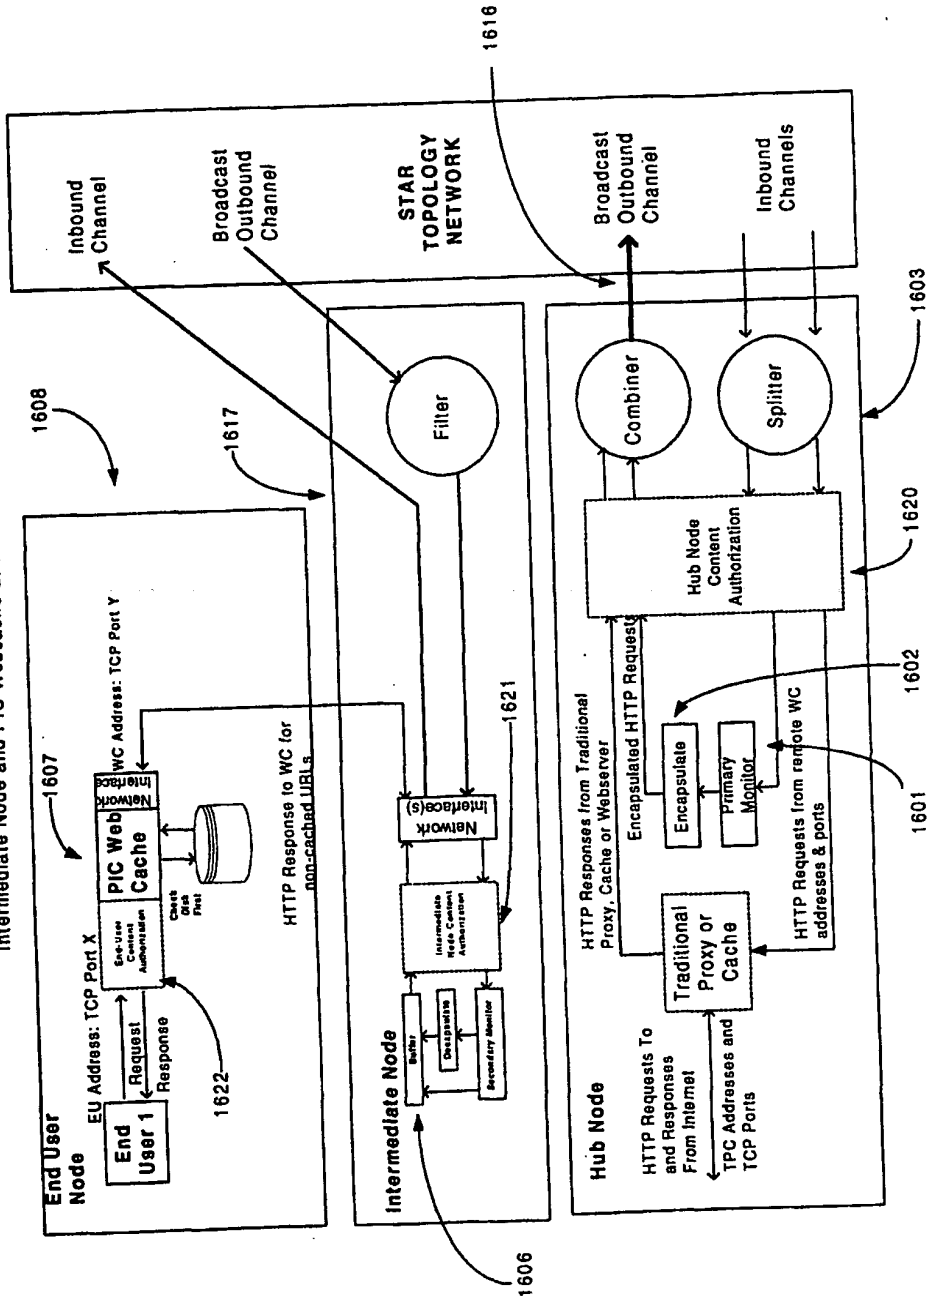 Intermediate Node and PIC Webcache
1608
1617
1607
End User
Node
EU Address: TCP Port X
End
User 1
Request
Response
End-User
Content
Authorization
PIC Web
Cache
Network
Interface
WC Address: TCP Port Y
Check
Disk
First
1622
HTTP Response to WC for
non-cached URLs
Intermediate Node
Buffer
Decapsulate
Secondary Monitor
Intermediate
Node Content
Authorization
Network
Interface(s)
1621
Filter
1606
Inbound
Channel
Broadcast
Outbound
Channel
STAR
TOPOLOGY
NETWORK
Broadcast
Outbound
Channel
Inbound
Channels
1616
Hub Node
HTTP Requests To
and Responses
From Internet
TPC Addresses and
TCP Ports
Traditional
Proxy or
Cache
HTTP Responses from Traditional
Proxy, Cache or Webserver
Encapsulated HTTP Requests
Encapsulate
Primary
Monitor
HTTP Requests from remote WC
addresses & ports
Hub Node
Content
Authorization
Combiner
Splitter
1601
1602
1620
1603